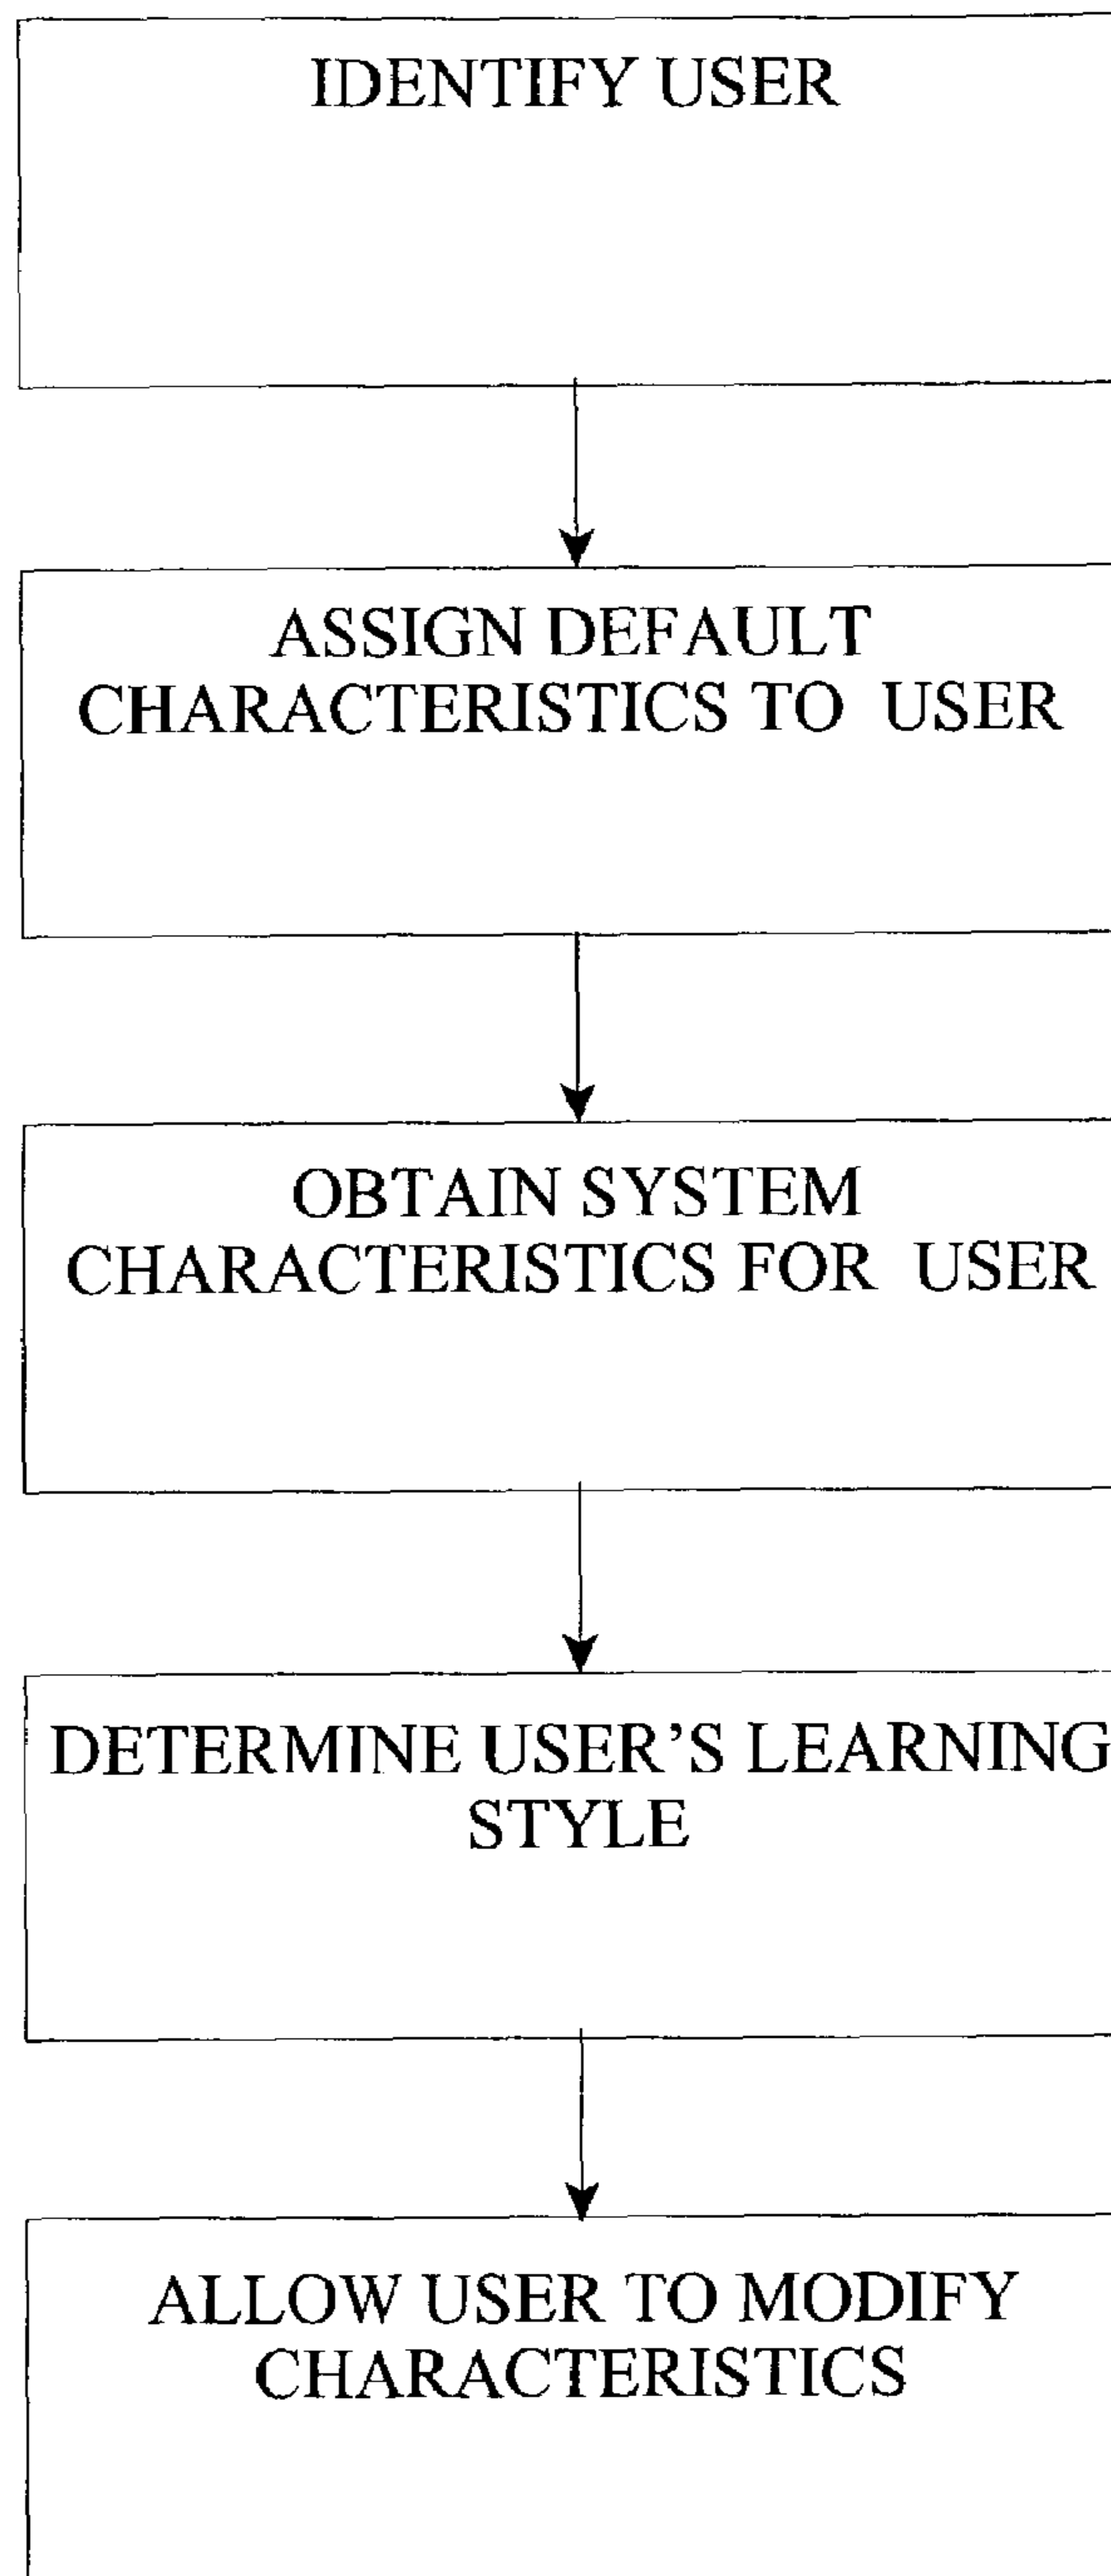 IDENTIFY USER
ASSIGN DEFAULT
CHARACTERISTICS TO USER
OBTAIN SYSTEM
CHARACTERISTICS FOR USER
DETERMINE USER'S LEARNING
STYLE
ALLOW USER TO MODIFY
CHARACTERISTICS